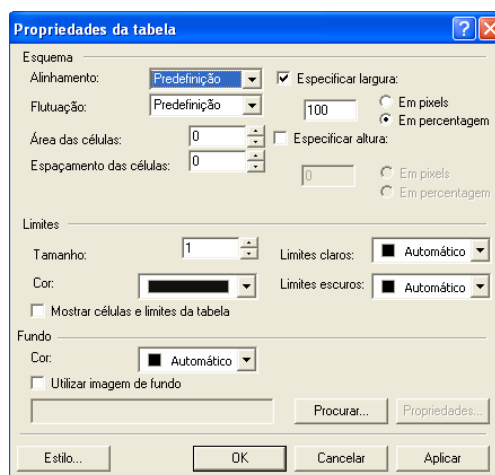 Propriedades da tabela
Esquema
Alinhamento: Predefinição
Flutuação: Predefinição
Área das células: 0
Espaçamento das células: 0
Especificar largura:
100
Em pixels
Em percentagem
Especificar altura:
0
Em pixels
Em percentagem
Limites
Tamanho: 1
Cor:
Limites claros: Automático
Limites escuros: Automático
Mostrar células e limites da tabela
Fundo
Cor: Automático
Utilizar imagem de fundo
Procurar... Propriedades...
Estilo... OK Cancelar Aplicar